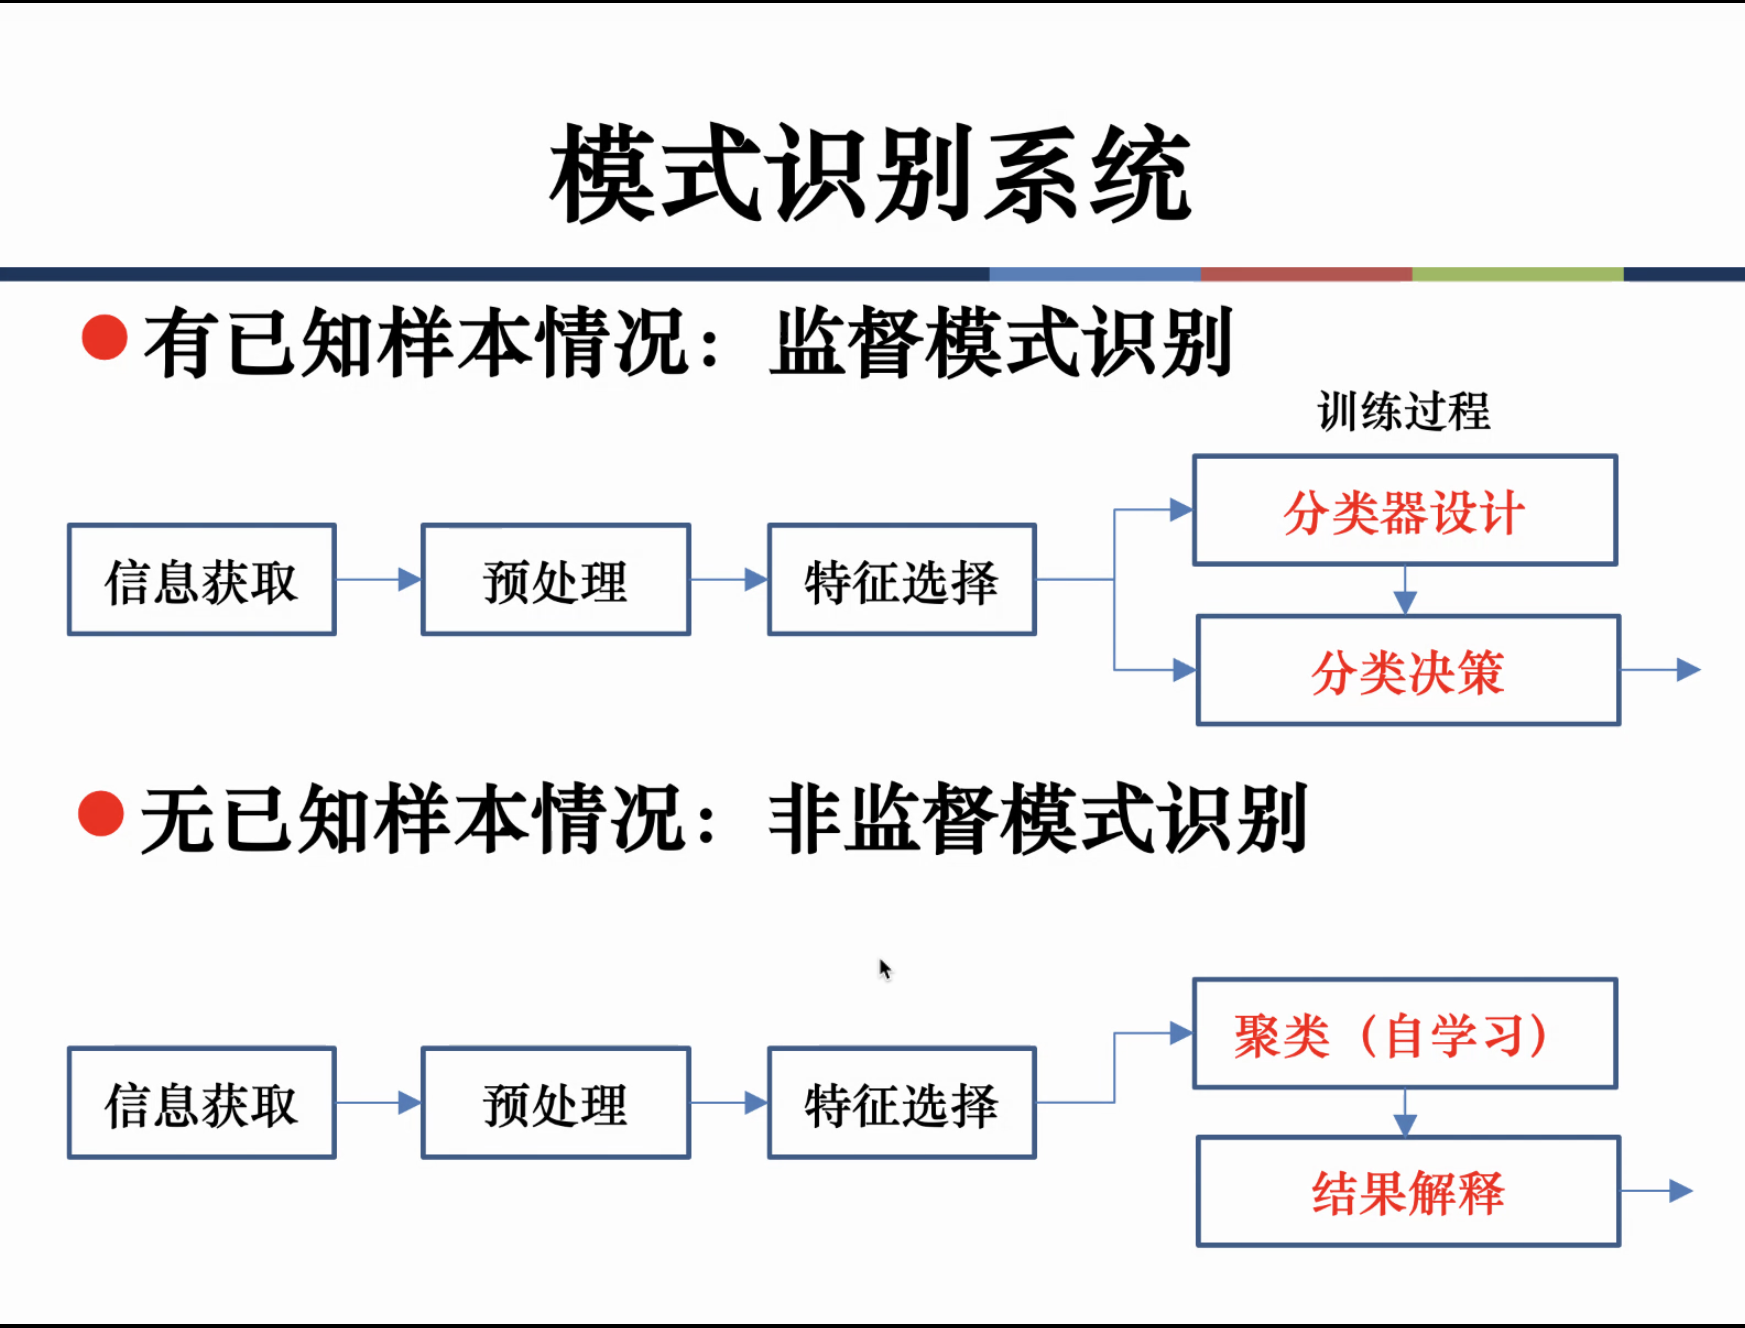 模式识别系统
有已知样本情况：监督模式识别
训练过程
信息获取
预处理
特征选择
分类器设计
分类决策
无已知样本情况：非监督模式识别
信息获取
预处理
特征选择
聚类（自学习）
结果解释